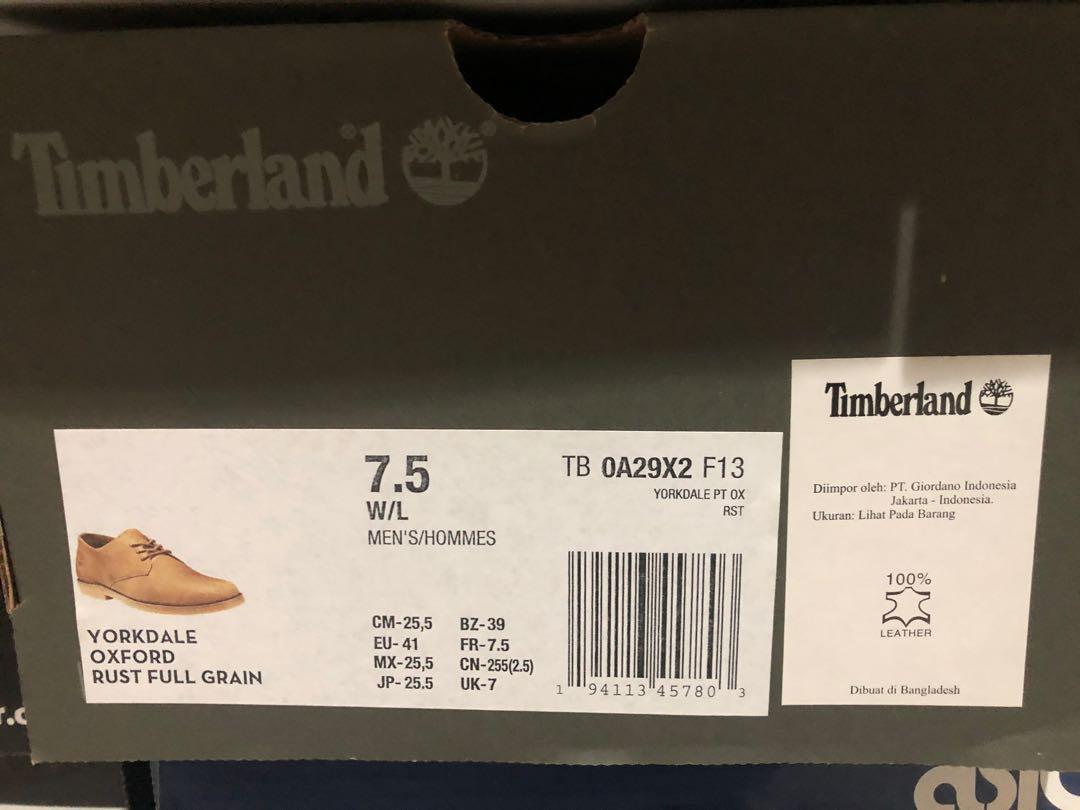 Timberland®
7.5
W/L
MEN'S/HOMMES
TB 0A29X2 F13
YORKDALE PT OX
RST
YORKDALE
OXFORD
RUST FULL GRAIN
CM-25,5 BZ-39
EU-41 FR-7.5
MX-25,5 CN-255(2.5)
JP-25.5 UK-7
1 94113 45780 3
Timberland
Diimpor oleh: PT. Giordano Indonesia
Jakarta - Indonesia.
Ukuran: Lihat Pada Barang
100%
LEATHER
Dibuat di Bangladesh